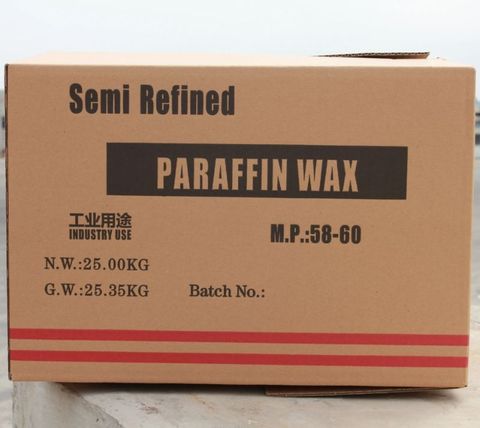 Semi Refined
PARAFFIN WAX
工业用途
INDUSTRY USE
M.P.:58-60
N.W.:25.00KG
G.W.:25.35KG
Batch No.: